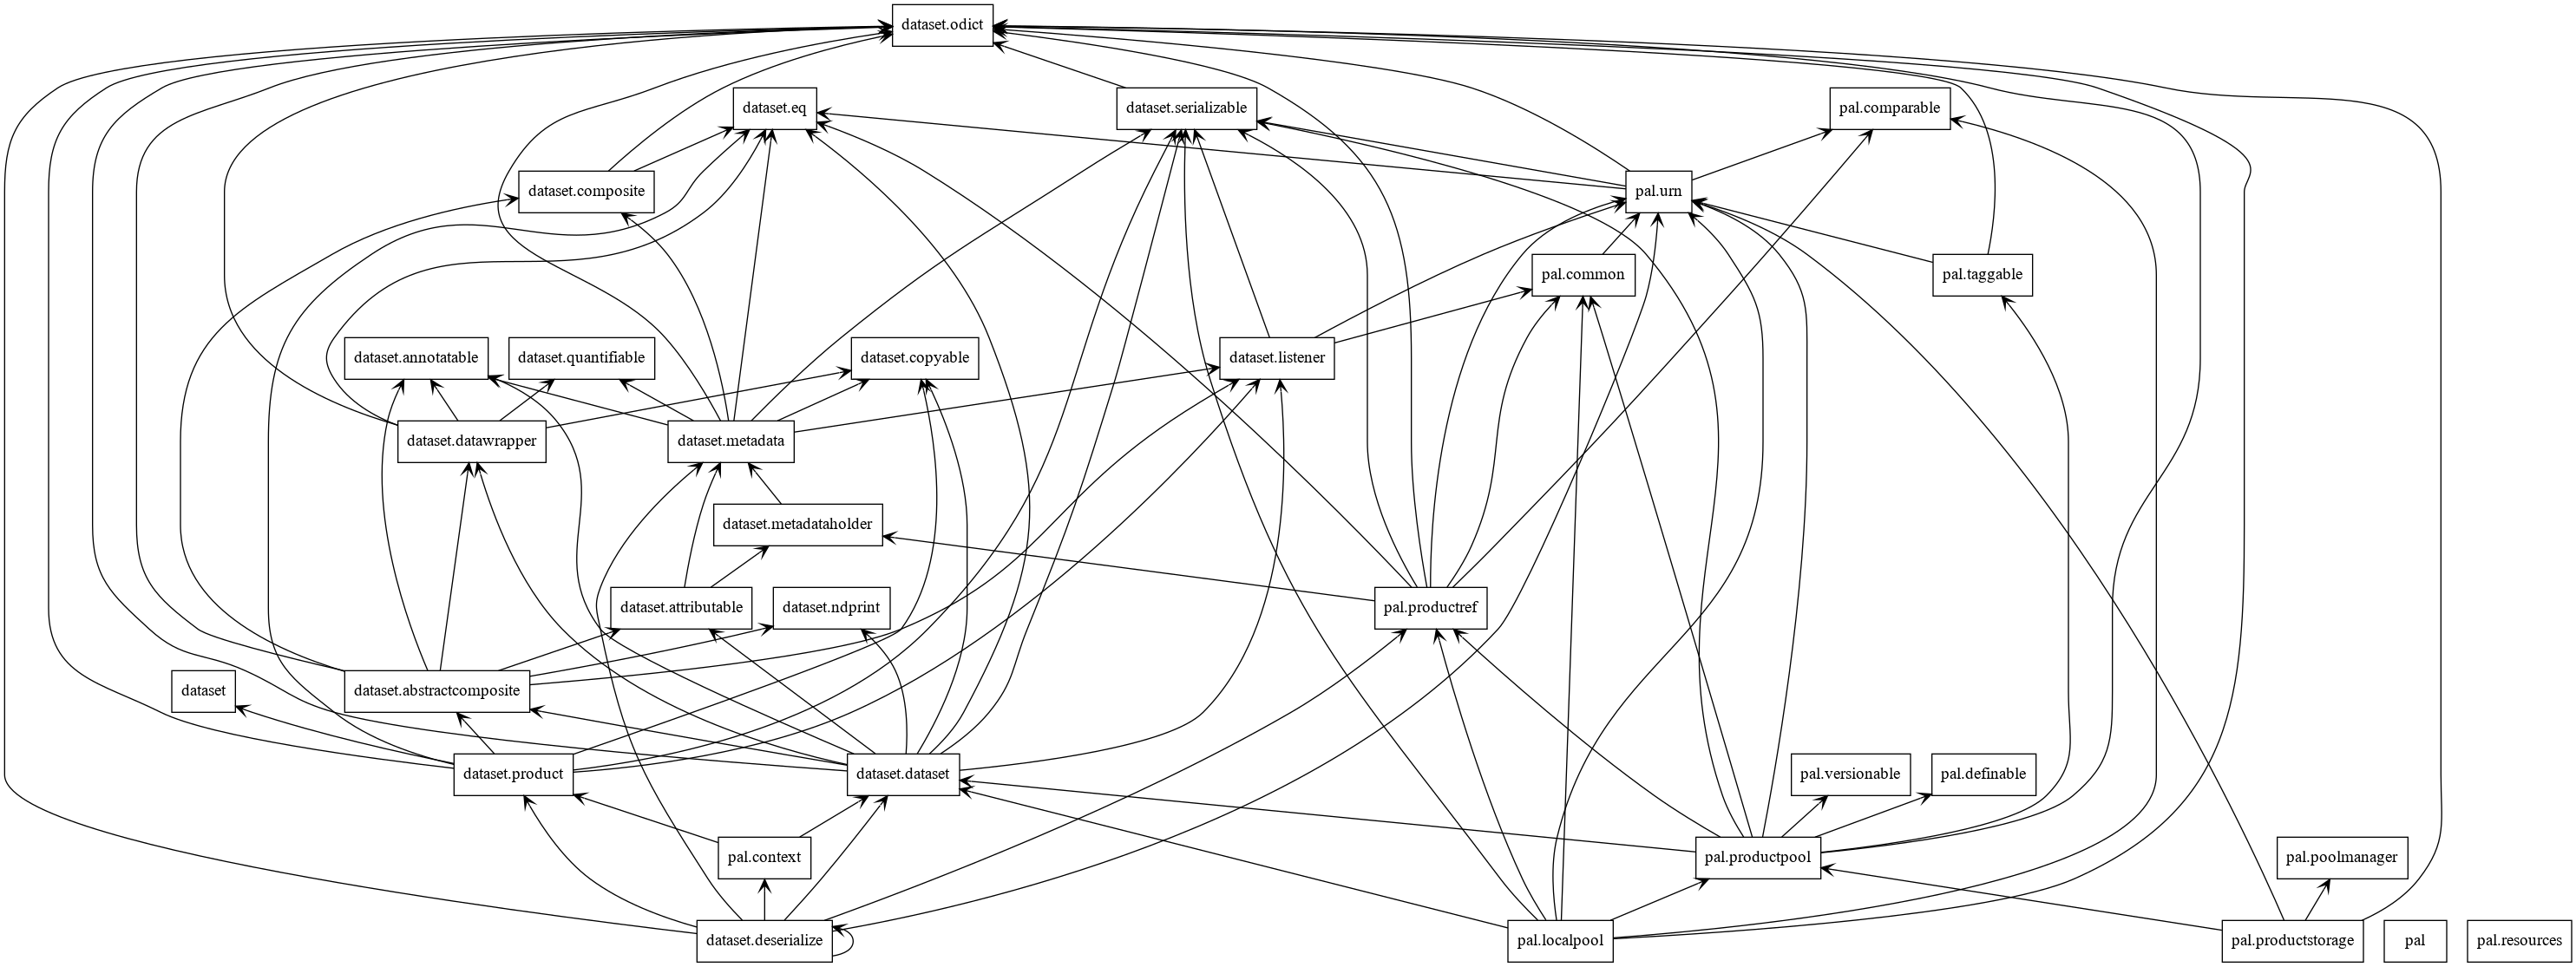 dataset.odict
dataset.eq
dataset.serializable
pal.comparable
dataset.composite
pal.urn
pal.common
pal.taggable
dataset.annotatable
dataset.quantifiable
dataset.copyable
dataset.listener
dataset.datawrapper
dataset.metadata
dataset.metadataholder
dataset.attributable
dataset.ndprint
pal.productref
dataset
dataset.abstractcomposite
dataset.product
dataset.dataset
pal.versionable
pal.definable
pal.context
pal.productpool
pal.poolmanager
dataset.deserialize
pal.localpool
pal.productstorage
pal
pal.resources